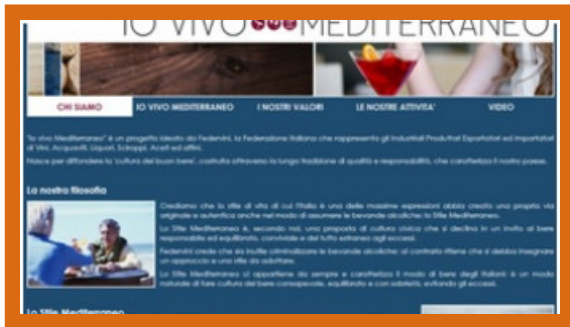 IO VIVO MEDITERRANEO
CHI SIAMO IO VIVO MEDITERRANEO I NOSTRI VALORI LE NOSTRE ATTIVITA' VIDEO
"Io vivo Mediterraneo" è un progetto ideato da Federvini, la Federazione Italiana che rappresenta gli Industriali Produttori Esportatori ed Importatori
di Vini, Acquaviti, Liquori, Sciroppi, Aceti ed affini.
Nasce per diffondere la 'cultura del buon bere', costruita attraverso la lunga tradizione di qualità e responsabilità, che caratterizza il nostro paese.
La nostra filosofia
Crediamo che lo stile di vita di cui l'Italia è una delle massime espressioni abbia creato una propria via
originale e autentica anche nel modo di assumere le bevande alcoliche: lo Stile Mediterraneo.
Lo Stile Mediterraneo è, secondo noi, una proposta di cultura civica che si declina in un invito al bere
responsabile ed equilibrato, conviviale e del tutto estraneo agli eccessi.
Federvini crede che sia inutile criminalizzare le bevande alcoliche: al contrario ritiene che si debba insegnare
un approccio e uno stile da adottare.
Lo Stile Mediterraneo ci appartiene da sempre e caratterizza il modo di bere degli Italiani: è un modo
naturale di fare cultura del bere consapevole, equilibrato e con sobrietà, evitando gli eccessi.
Lo Stile Mediterraneo